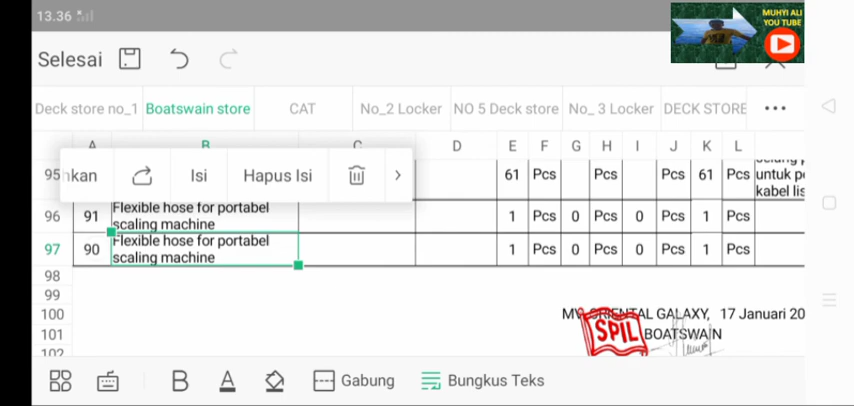 13.36
MUHYI ALI
YOU TUBE
Selesai
Deck store no_1 Boatswain store CAT No_2 Locker NO 5 Deck store No_ 3 Locker DECK STORE
A B C D E F G H I J K L
hkan Isi Hapus Isi
95 61 Pcs Pcs Pcs 61 Pcs
untuk p
kabel lis
96 91 Flexible hose for portabel
scaling machine 1 Pcs 0 Pcs 0 Pcs 1 Pcs
97 90 Flexible hose for portabel
scaling machine 1 Pcs 0 Pcs 0 Pcs 1 Pcs
98
99
100 GALAXY, 17 Januari 20
101 SPIL BOATSWAIN
102
B A Gabung Bungkus Teks